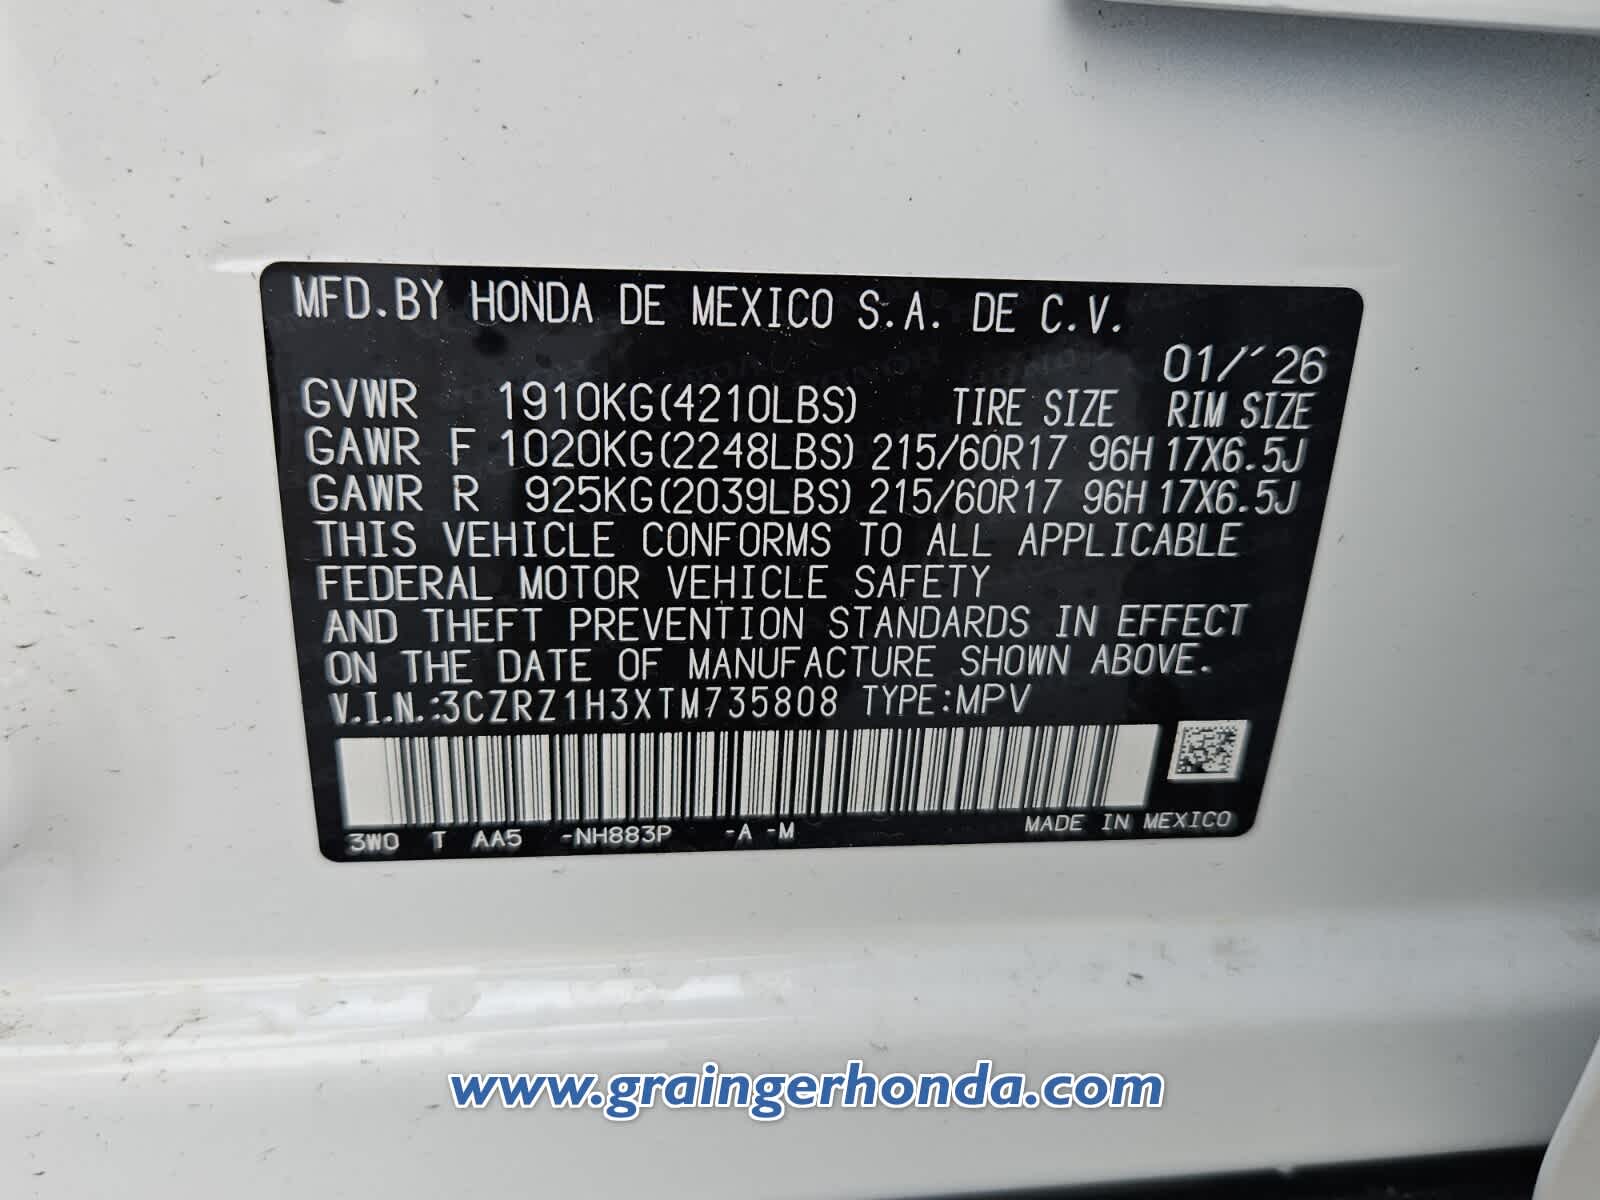 MFD.BY HONDA DE MEXICO S.A. DE C.V.
01/'26
GVWR 1910KG(4210LBS) TIRE SIZE RIM SIZE
GAWR F 1020KG(2248LBS) 215/60R17 96H 17X6.5J
GAWR R 925KG(2039LBS) 215/60R17 96H 17X6.5J
THIS VEHICLE CONFORMS TO ALL APPLICABLE
FEDERAL MOTOR VEHICLE SAFETY
AND THEFT PREVENTION STANDARDS IN EFFECT
ON THE DATE OF MANUFACTURE SHOWN ABOVE.
V.I.N.:3CZRZ1H3XTM735808 TYPE:MPV
3W0 T AA5 -NH883P -A -M MADE IN MEXICO
www.graingerhonda.com